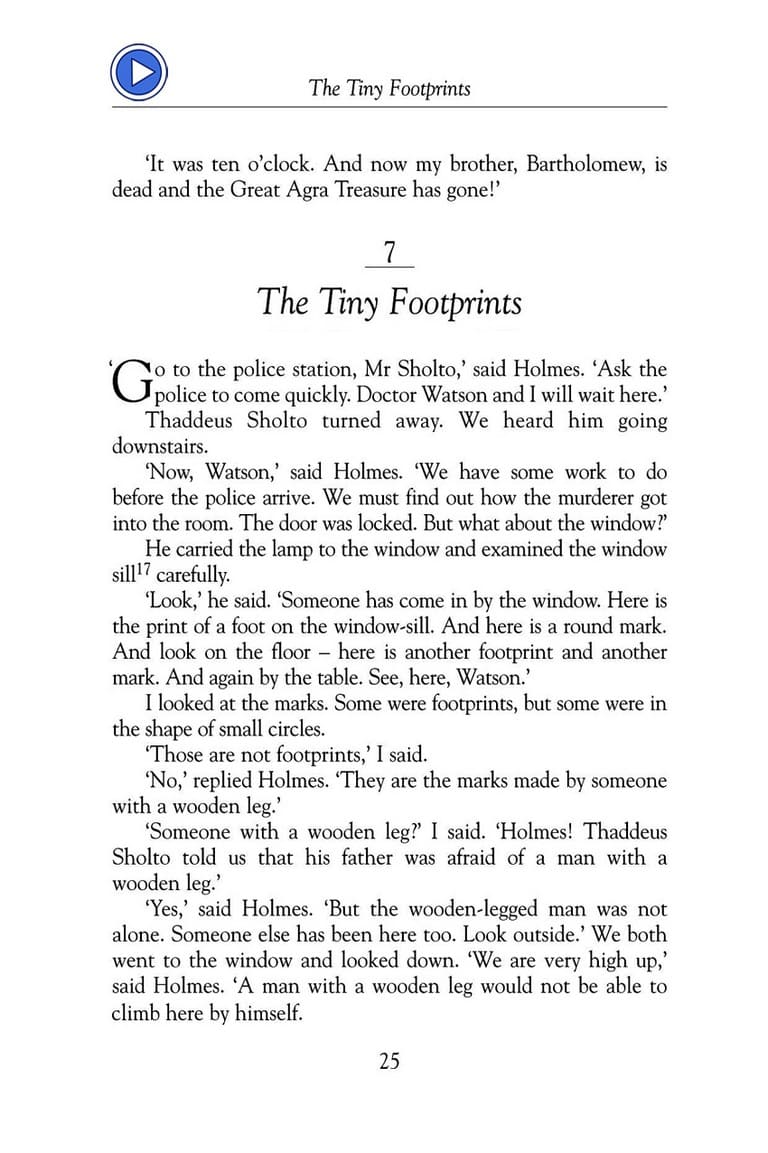 The Tiny Footprints
‘It was ten o’clock. And now my brother, Bartholomew, is
dead and the Great Agra Treasure has gone!’
7
The Tiny Footprints
‘Go to the police station, Mr Sholto,’ said Holmes. ‘Ask the
police to come quickly. Doctor Watson and I will wait here.’
Thaddeus Sholto turned away. We heard him going
downstairs.
‘Now, Watson,’ said Holmes. ‘We have some work to do
before the police arrive. We must find out how the murderer got
into the room. The door was locked. But what about the window?’
He carried the lamp to the window and examined the window
sill17 carefully.
‘Look,’ he said. ‘Someone has come in by the window. Here is
the print of a foot on the window-sill. And here is a round mark.
And look on the floor – here is another footprint and another
mark. And again by the table. See, here, Watson.’
I looked at the marks. Some were footprints, but some were in
the shape of small circles.
‘Those are not footprints,’ I said.
‘No,’ replied Holmes. ‘They are the marks made by someone
with a wooden leg.’
‘Someone with a wooden leg?’ I said. ‘Holmes! Thaddeus
Sholto told us that his father was afraid of a man with a
wooden leg.’
‘Yes,’ said Holmes. ‘But the wooden-legged man was not
alone. Someone else has been here too. Look outside.’ We both
went to the window and looked down. ‘We are very high up,’
said Holmes. ‘A man with a wooden leg would not be able to
climb here by himself.
25